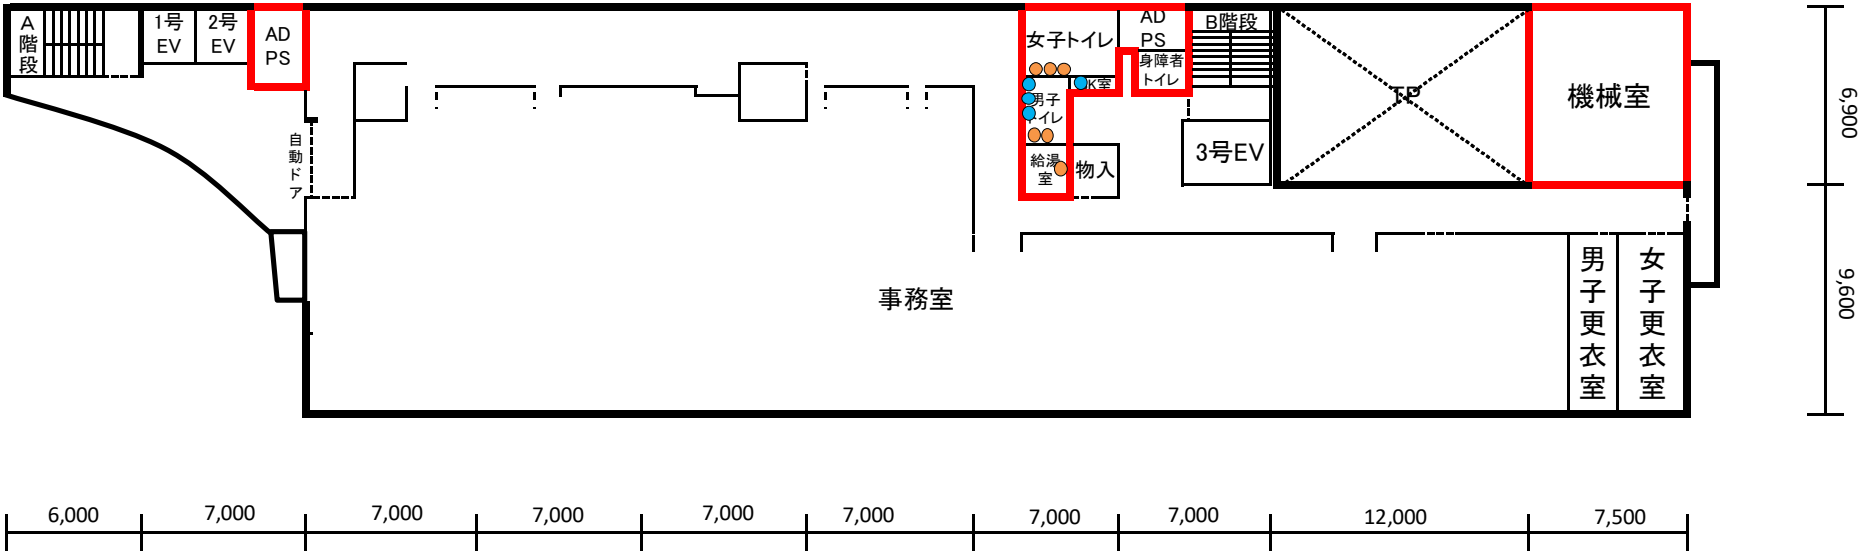 A
階
段
1号
EV
2号
EV
AD
PS
自
動
ド
ア
女子トイレ
AD
PS
身障者
トイレ
K室
男子
トイレ
給湯
室
物入
B階段
3号EV
TP
機械室
事務室
男
子
更
衣
室
女
子
更
衣
室
6,900
9,600
6,000
7,000
7,000
7,000
7,000
7,000
7,000
7,000
12,000
7,500